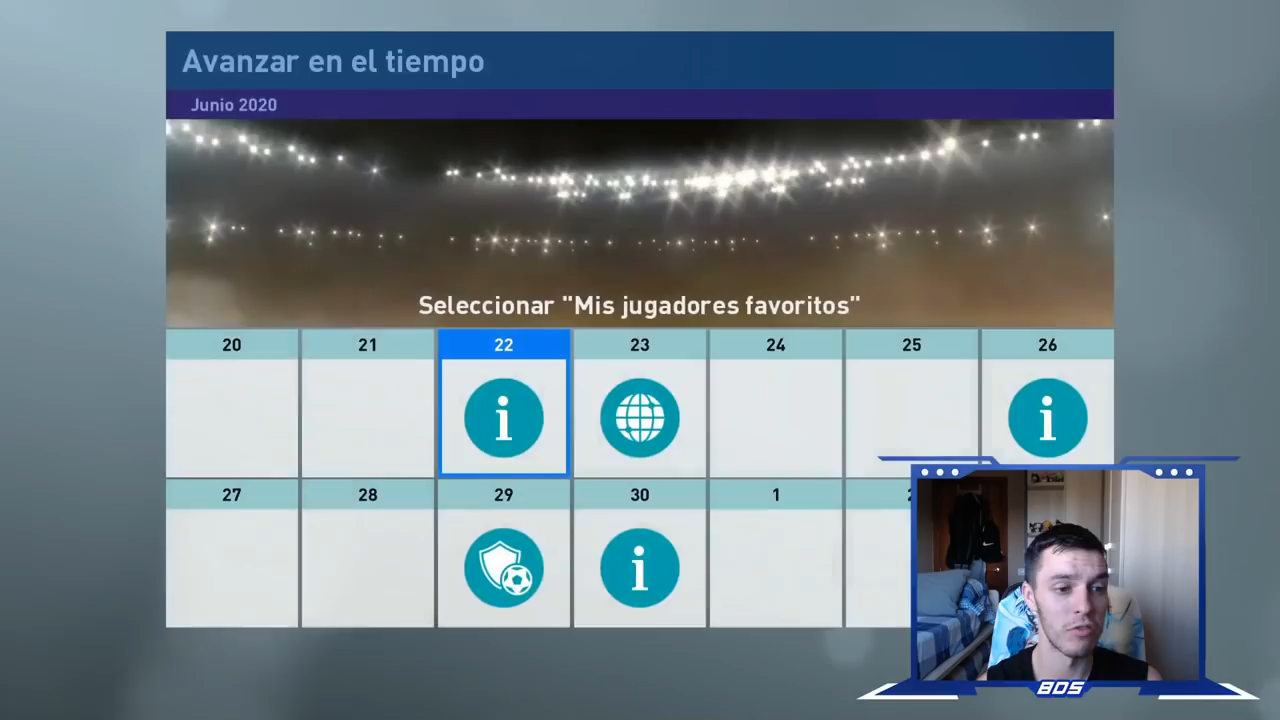 Avanzar en el tiempo
Junio 2020
Seleccionar "Mis jugadores favoritos"
20 21 22 23 24 25 26
27 28 29 30 1
BDS